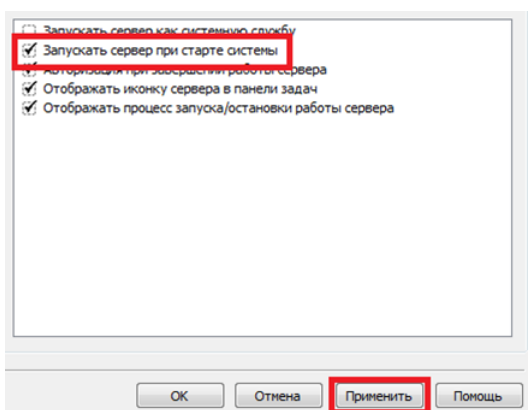 Запускать сервер как системную службу
Запускать сервер при старте системы
Авторизация при завершении работы сервера
Отображать иконку сервера в панели задач
Отображать процесс запуска/остановки работы сервера
OK Отмена Применить Помощь